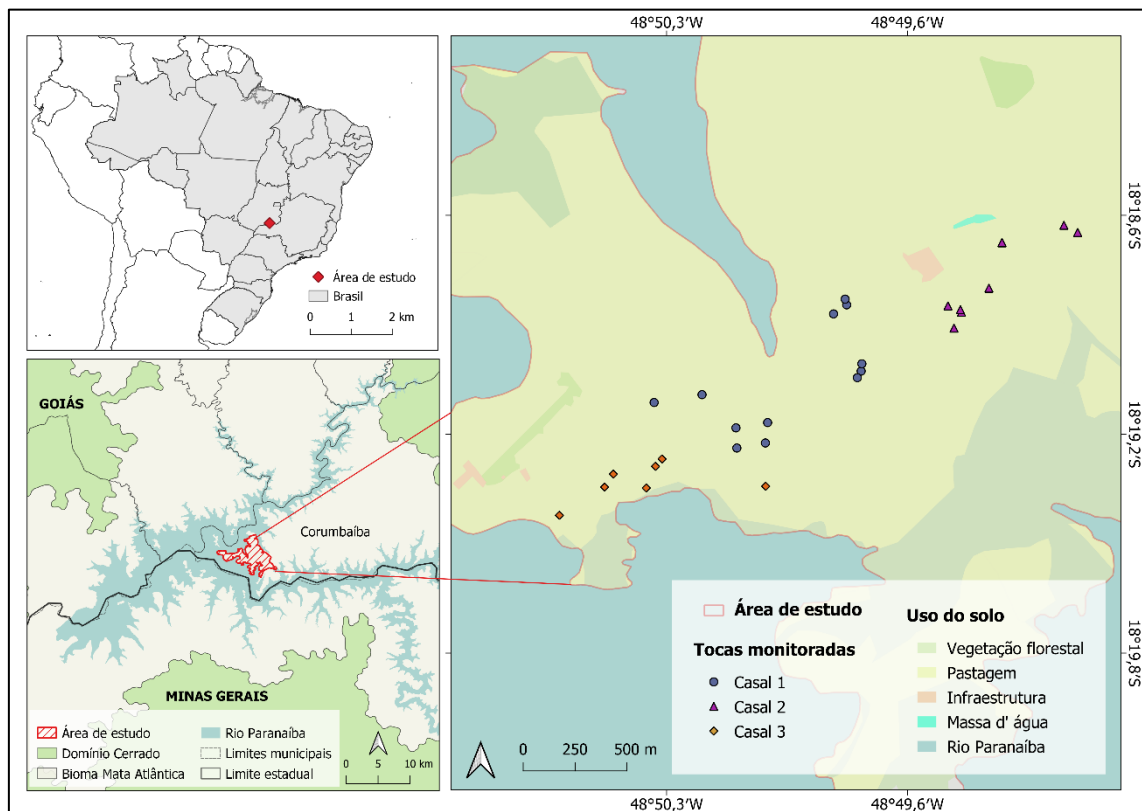 48°50,3'W
48°49,6'W
Área de estudo
Brasil
0 1 2 km
18°18,6'S
18°19,2'S
18°19,8'S
GOIÁS
Corumbaíba
MINAS GERAIS
Área de estudo
Domínio Cerrado
Bioma Mata Atlântica
Rio Paranaíba
Limites municipais
Limite estadual
0 5 10 km
Área de estudo
Tocas monitoradas
Casal 1
Casal 2
Casal 3
Uso do solo
Vegetação florestal
Pastagem
Infraestrutura
Massa d' água
Rio Paranaíba
0 250 500 m
48°50,3'W
48°49,6'W